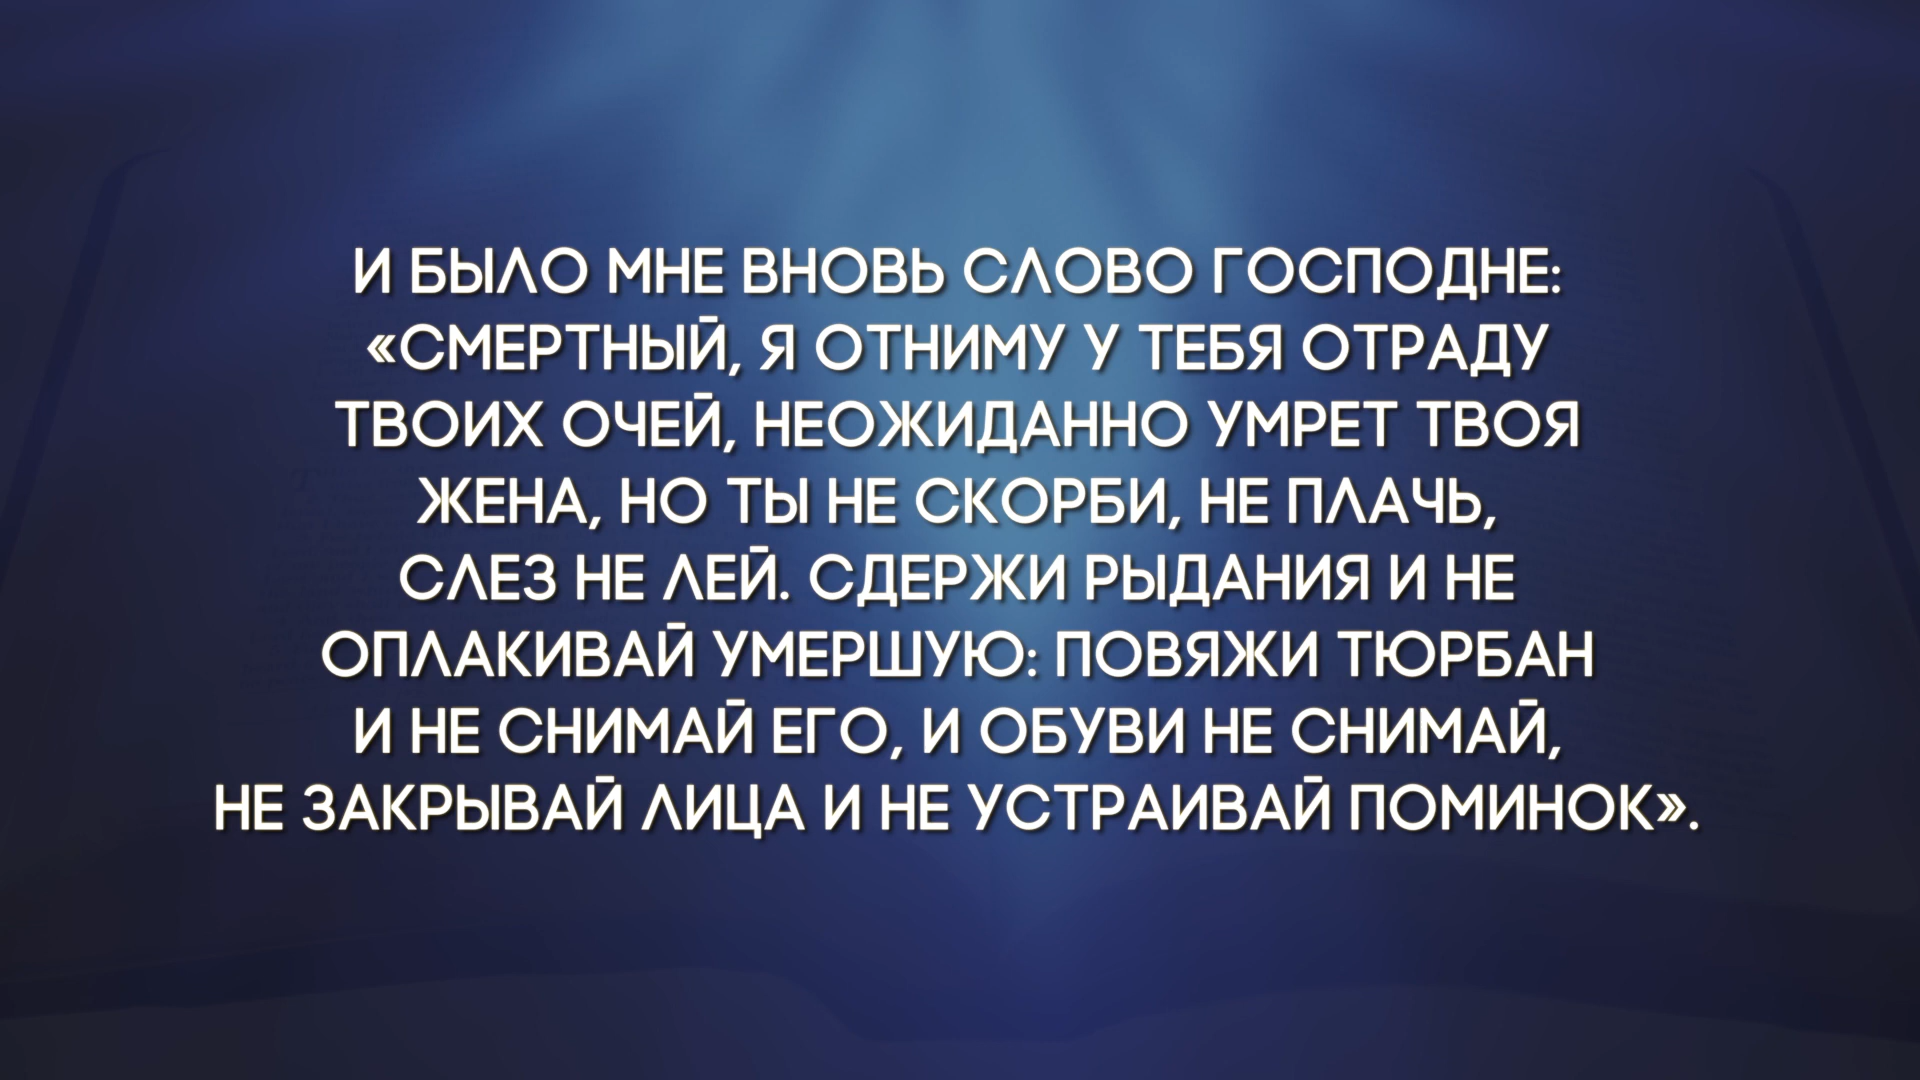 И БЫЛО МНЕ ВНОВЬ СЛОВО ГОСПОДНЕ:
«СМЕРТНЫЙ, Я ОТНИМУ У ТЕБЯ ОТРАДУ
ТВОИХ ОЧЕЙ, НЕОЖИДАННО УМРЕТ ТВОЯ
ЖЕНА, НО ТЫ НЕ СКОРБИ, НЕ ПЛАЧЬ,
СЛЕЗ НЕ ЛЕЙ. СДЕРЖИ РЫДАНИЯ И НЕ
ОПЛАКИВАЙ УМЕРШУЮ: ПОВЯЖИ ТЮРБАН
И НЕ СНИМАЙ ЕГО, И ОБУВИ НЕ СНИМАЙ,
НЕ ЗАКРЫВАЙ ЛИЦА И НЕ УСТРАИВАЙ ПОМИНОК».